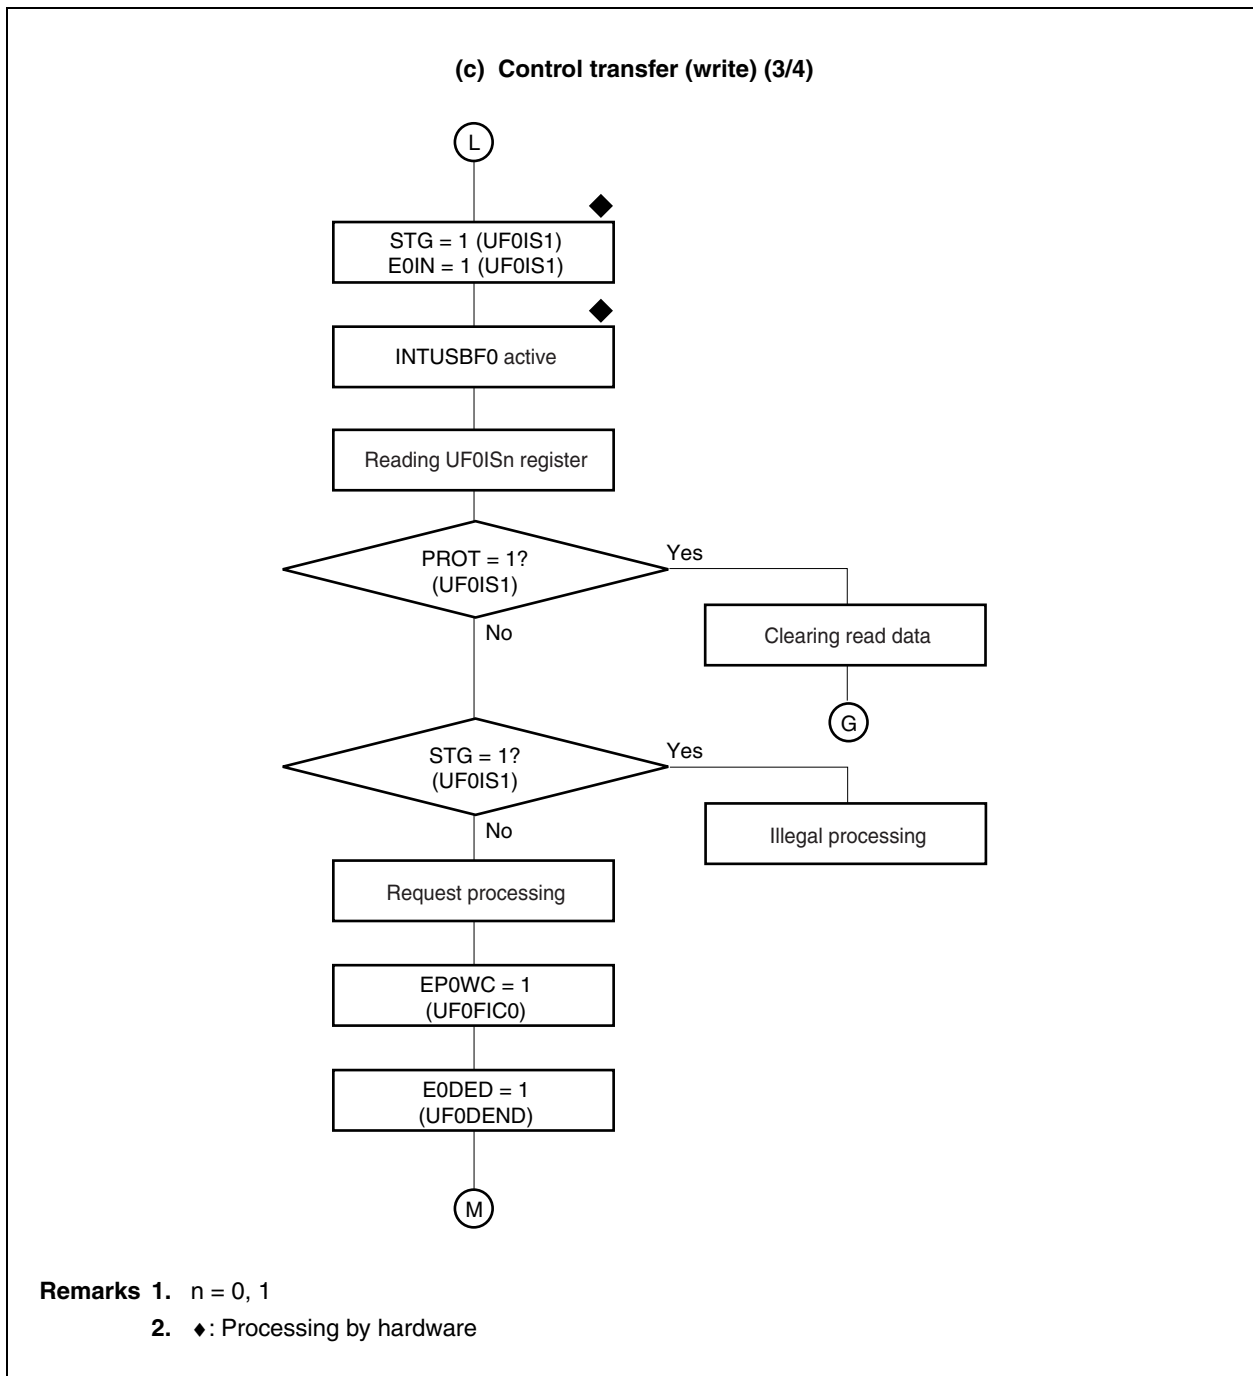 (c) Control transfer (write) (3/4)
L
STG = 1 (UF0IS1)
E0IN = 1 (UF0IS1)
INTUSBF0 active
Reading UF0ISn register
PROT = 1?
(UF0IS1)
Yes
No
Clearing read data
G
STG = 1?
(UF0IS1)
Yes
No
Illegal processing
Request processing
EP0WC = 1
(UF0FIC0)
E0DED = 1
(UF0DEND)
M
Remarks 1. n = 0, 1
2. ♦: Processing by hardware